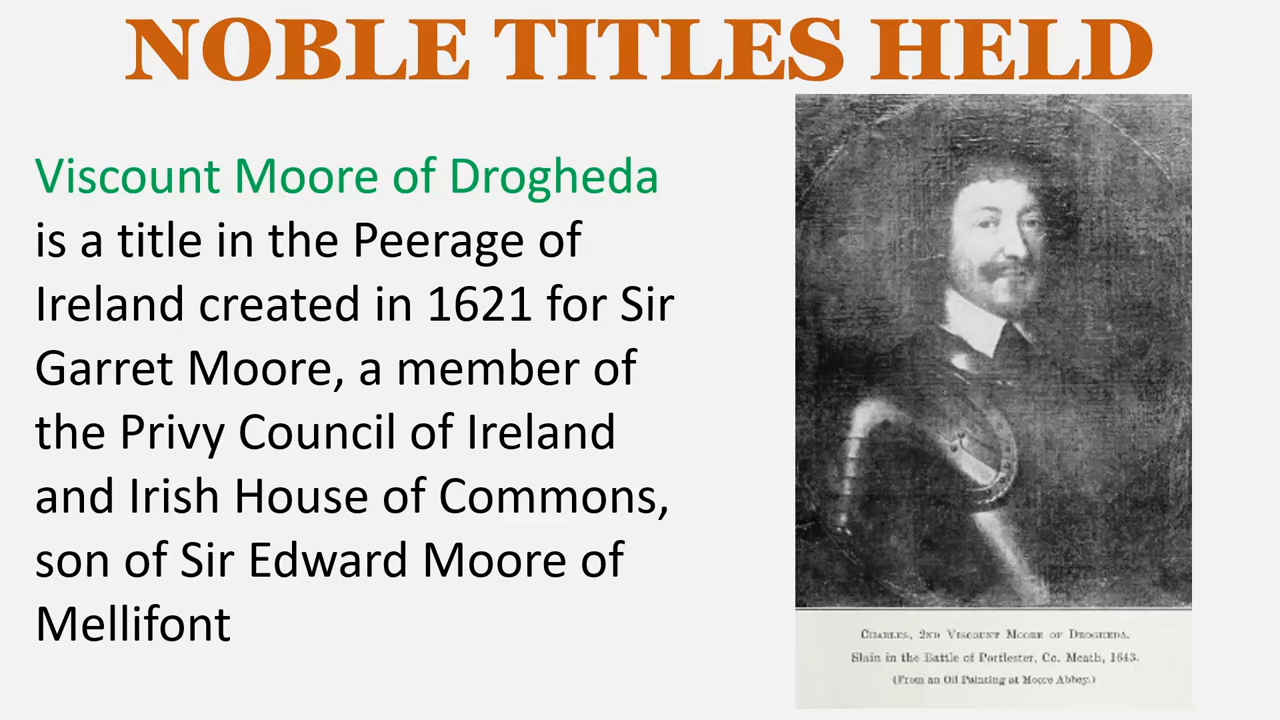 NOBLE TITLES HELD
Viscount Moore of Drogheda
is a title in the Peerage of
Ireland created in 1621 for Sir
Garret Moore, a member of
the Privy Council of Ireland
and Irish House of Commons,
son of Sir Edward Moore of
Mellifont
Charles, 2nd Viscount Moore of Drogheda.
Slain in the Battle of Portlester, Co. Meath, 1643.
(From an Oil Painting at Moore Abbey.)